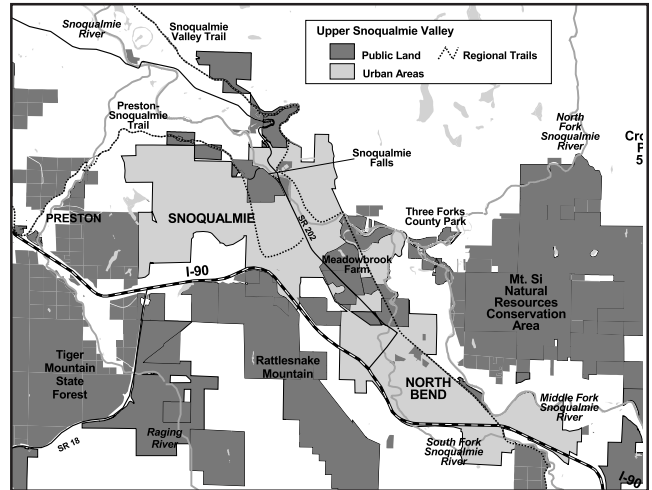 Snoqualmie
River
Snoqualmie
Valley Trail
Upper Snoqualmie Valley
Public Land
Regional Trails
Urban Areas
Preston-
Snoqualmie
Trail
North
Fork
Snoqualmie
River
Cro
P
5
Snoqualmie
Falls
PRESTON
SNOQUALMIE
SR 202
Three Forks
County Park
Meadowbrook
Farm
I-90
Mt. Si
Natural
Resources
Conservation
Area
Tiger
Mountain
State
Forest
Rattlesnake
Mountain
NORTH
BEND
Middle Fork
Snoqualmie
River
Raging
River
SR 18
South Fork
Snoqualmie
River
I-90